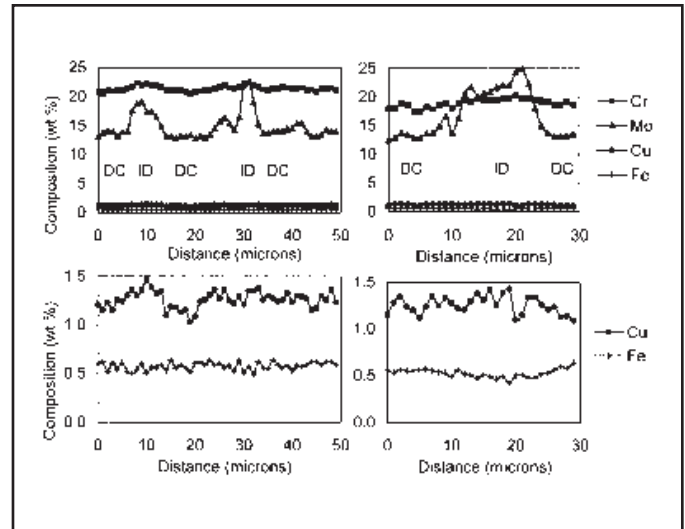 Composition (wt %)
25
20
15
10
5
0
DC ID DC ID DC
0 10 20 30 40 50
Distance (microns)
25
20
15
10
5
0
DC ID DC
0 10 20 30
Distance (microns)
Cr
Mo
Cu
Fe
Composition (wt %)
1 5
1.0
0 5
0 0
0 10 20 30 40 50
Distance (microns)
1.5
1.0
0.5
0.0
0 10 20 30
Distance (microns)
Cu
Fe